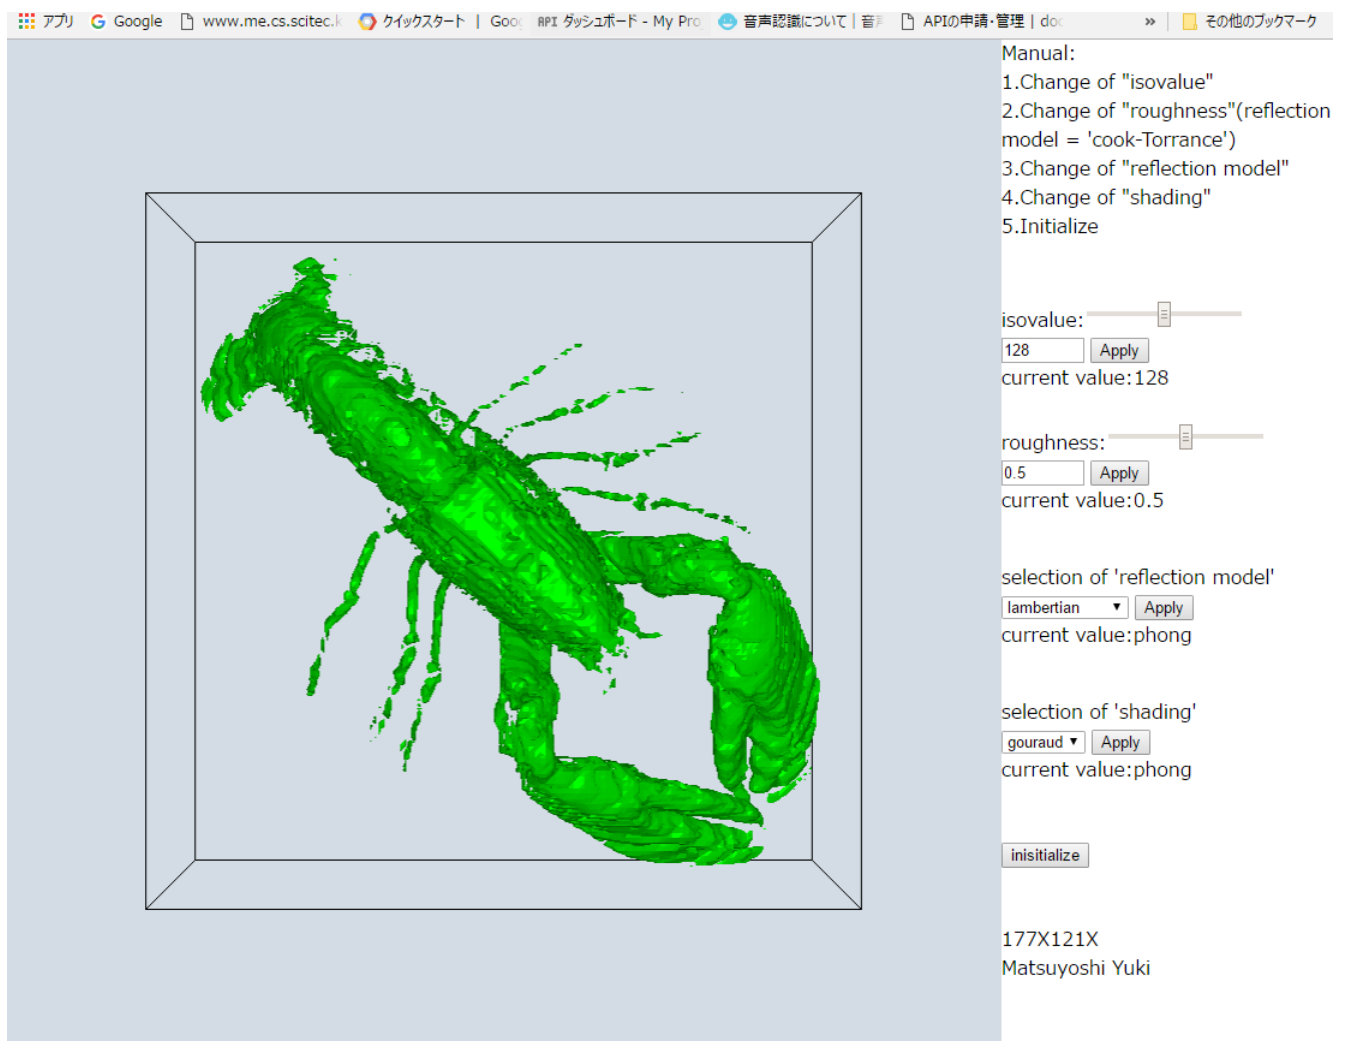 アプリ G Google www.me.cs.scitec.k クイックスタート | Goo API ダッシュボード - My Pro 音声認識について | 音 APIの申請・管理 | do » その他のブックマーク
Manual:
1.Change of "isovalue"
2.Change of "roughness"(reflection
model = 'cook-Torrance')
3.Change of "reflection model"
4.Change of "shading"
5.Initialize
isovalue:
128 Apply
current value:128
roughness:
0.5 Apply
current value:0.5
selection of 'reflection model'
lambertian Apply
current value:phong
selection of 'shading'
gouraud Apply
current value:phong
inisitialize
177X121X
Matsuyoshi Yuki